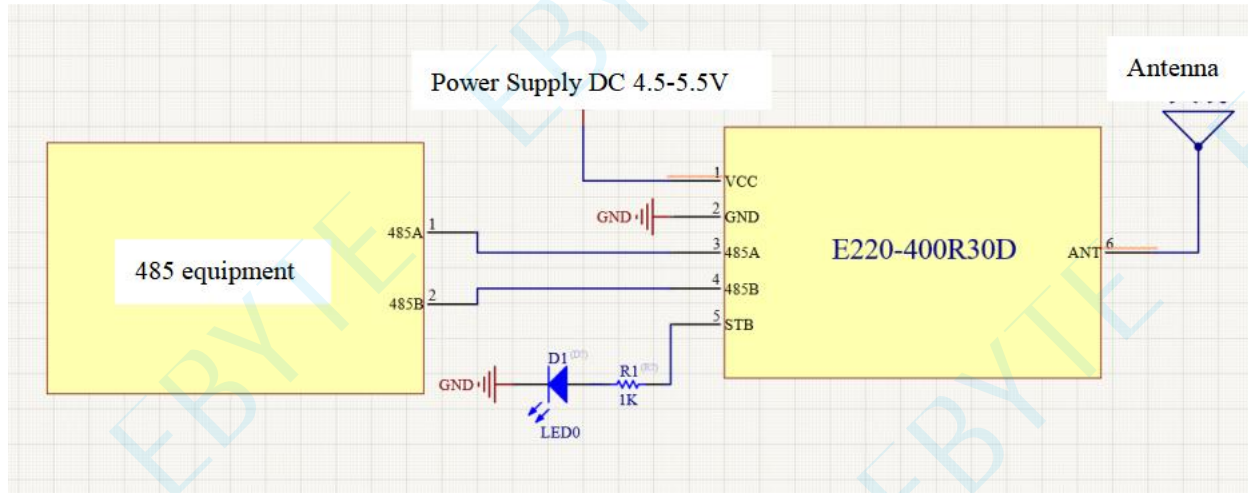 Power Supply DC 4.5-5.5V
Antenna
485 equipment
485A 1
485B 2
1 VCC
GND 2 GND
3 485A
4 485B
5 STB
E220-400R30D
ANT 6
GND
D1 (D?)
LED0
R1 (R?)
1K
EBYTE
EBYTE
EBYTE